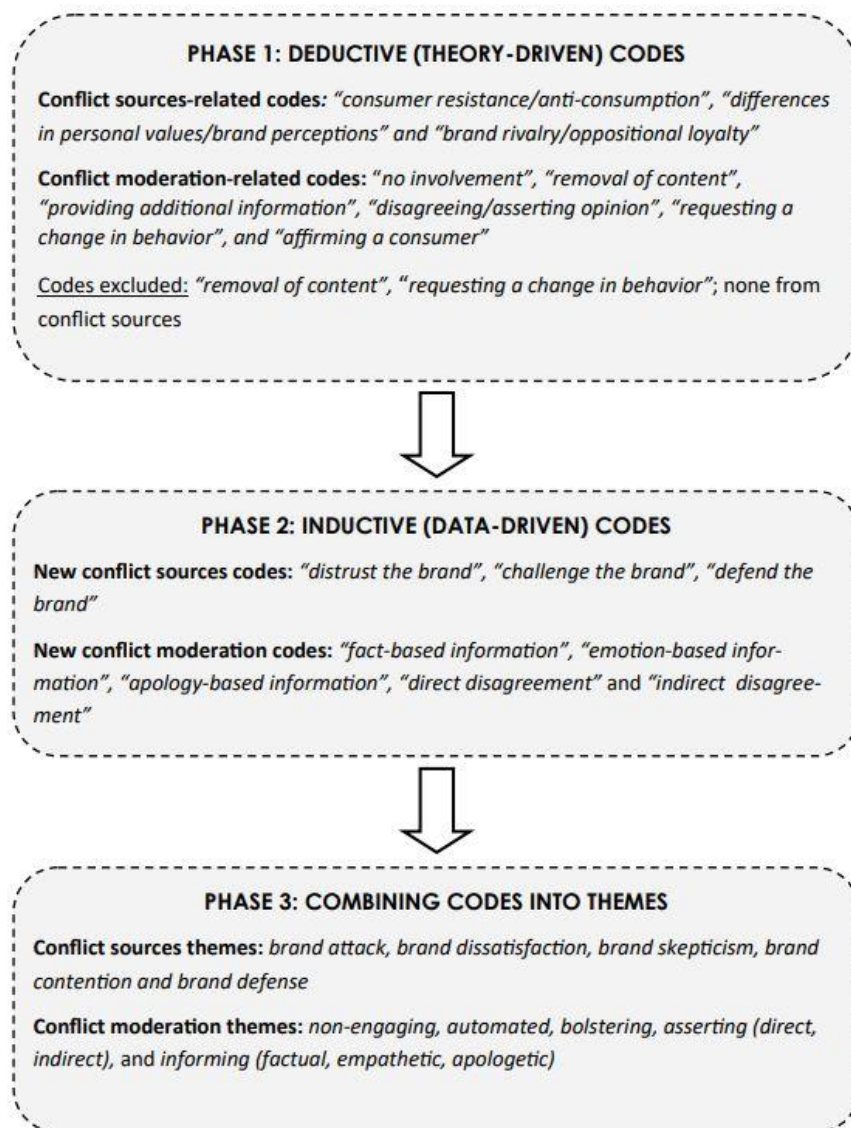 PHASE 1: DEDUCTIVE (THEORY-DRIVEN) CODES
Conflict sources-related codes: “consumer resistance/anti-consumption”, “differences
in personal values/brand perceptions” and “brand rivalry/oppositional loyalty”
Conflict moderation-related codes: “no involvement”, “removal of content”,
“providing additional information”, “disagreeing/asserting opinion”, “requesting a
change in behavior”, and “affirming a consumer”
Codes excluded: “removal of content”, “requesting a change in behavior”; none from
conflict sources
PHASE 2: INDUCTIVE (DATA-DRIVEN) CODES
New conflict sources codes: “distrust the brand”, “challenge the brand”, “defend the
brand”
New conflict moderation codes: “fact-based information”, “emotion-based infor-
mation”, “apology-based information”, “direct disagreement” and “indirect disagree-
ment”
PHASE 3: COMBINING CODES INTO THEMES
Conflict sources themes: brand attack, brand dissatisfaction, brand skepticism, brand
contention and brand defense
Conflict moderation themes: non-engaging, automated, bolstering, asserting (direct,
indirect), and informing (factual, empathetic, apologetic)